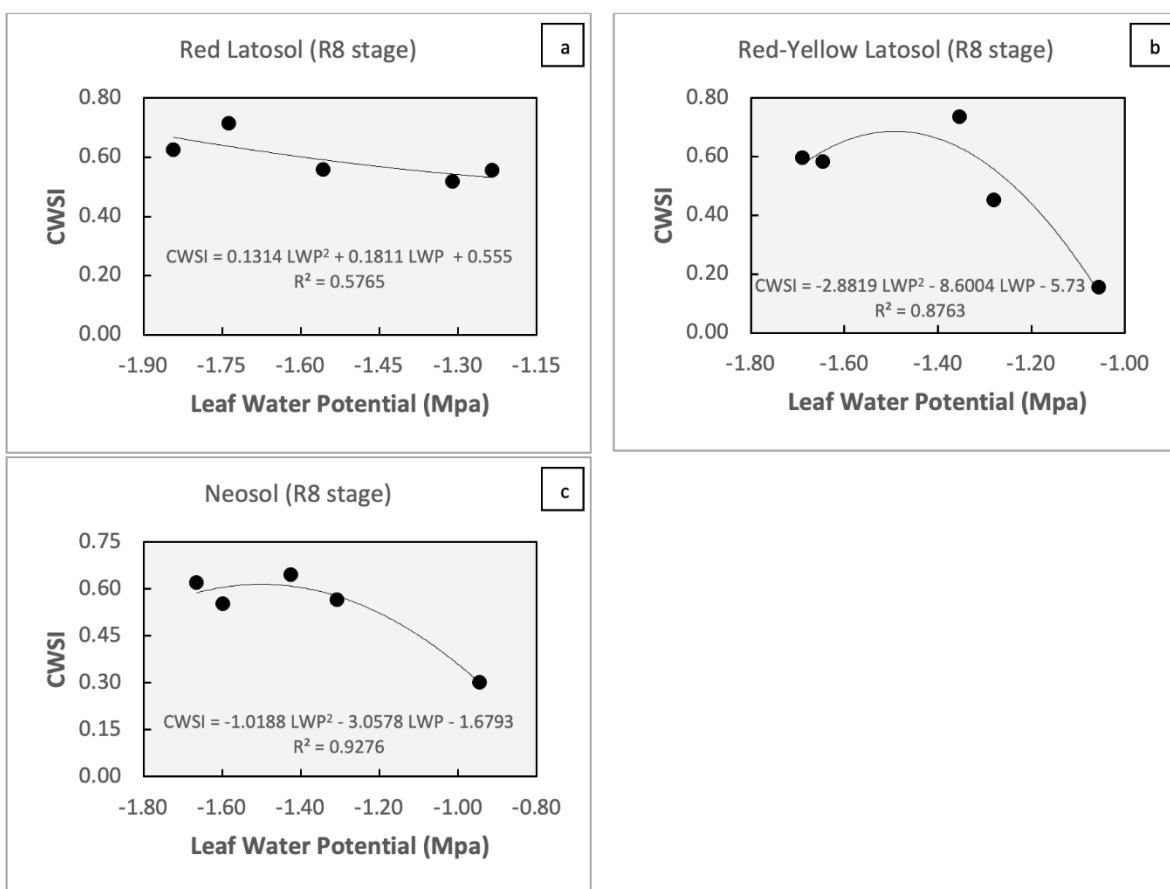 Red Latosol (R8 stage)
a
0.80
0.60
0.40
0.20
0.00
CWSI
CWSI = 0.1314 LWP² + 0.1811 LWP + 0.555
R² = 0.5765
-1.90 -1.75 -1.60 -1.45 -1.30 -1.15
Leaf Water Potential (Mpa)
Red-Yellow Latosol (R8 stage)
b
0.80
0.60
0.40
0.20
0.00
CWSI
CWSI = -2.8819 LWP² - 8.6004 LWP - 5.73
R² = 0.8763
-1.80 -1.60 -1.40 -1.20 -1.00
Leaf Water Potential (Mpa)
Neosol (R8 stage)
c
0.75
0.60
0.45
0.30
0.15
0.00
CWSI
CWSI = -1.0188 LWP² - 3.0578 LWP - 1.6793
R² = 0.9276
-1.80 -1.60 -1.40 -1.20 -1.00 -0.80
Leaf Water Potential (Mpa)